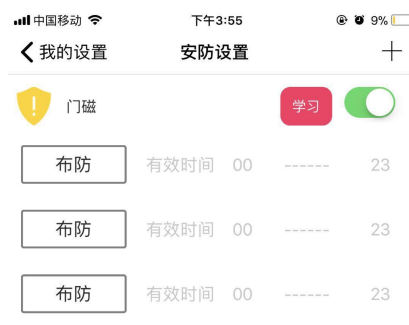 中国移动 下午3:55 9%
我的设置 安防设置
门磁 学习
布防 有效时间 00 ------ 23
布防 有效时间 00 ------ 23
布防 有效时间 00 ------ 23